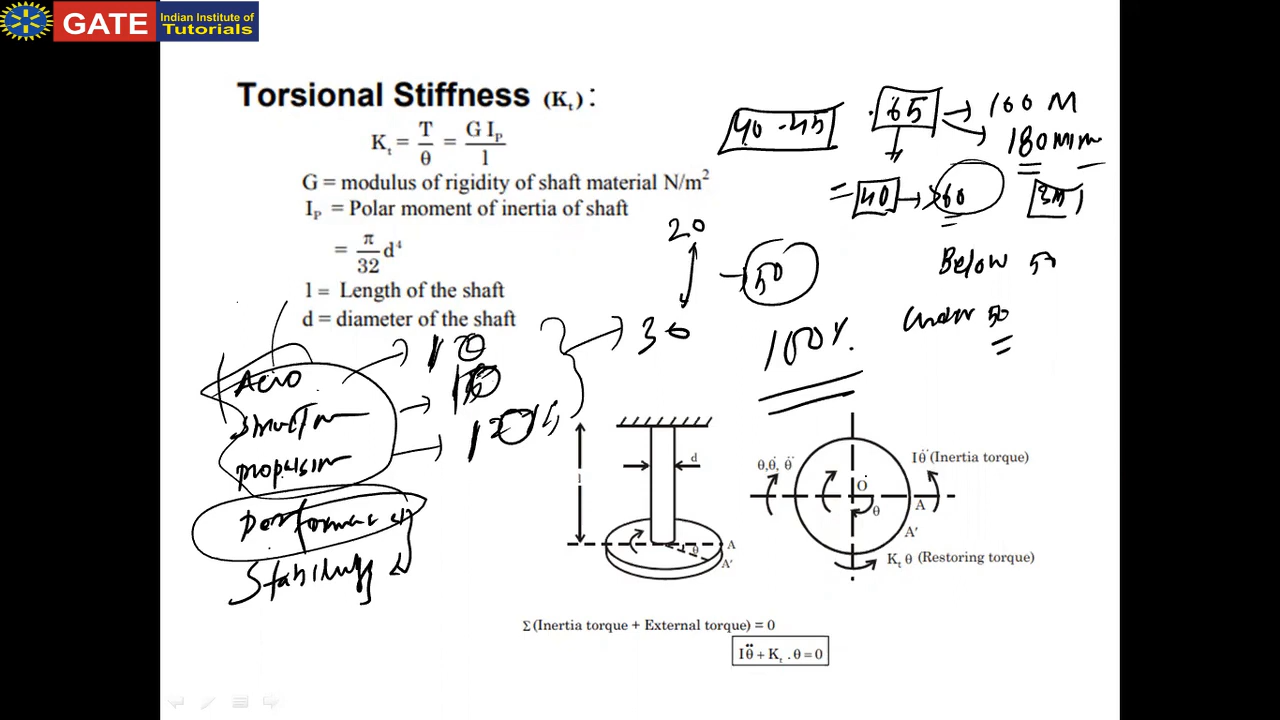 GATE
Indian Institute of
Tutorials
Torsional Stiffness (Kt) :
Kt = T/θ = G IP/l
G = modulus of rigidity of shaft material N/m²
IP = Polar moment of inertia of shaft
= π/32 d⁴
l = Length of the shaft
d = diameter of the shaft
40 - 45
65 → 100 M
180 min
= 40 → 60
3M
Below 50
Under 50
20
30
50
100%
Aero
Structure
Propulsion
Performance
Stability
10
l
d
θ
A
A'
θ, θ̇, θ̈
O
θ
A
A'
Iθ̈ (Inertia torque)
Kt θ (Restoring torque)
Σ (Inertia torque + External torque) = 0
Iθ̈ + Kt . θ = 0